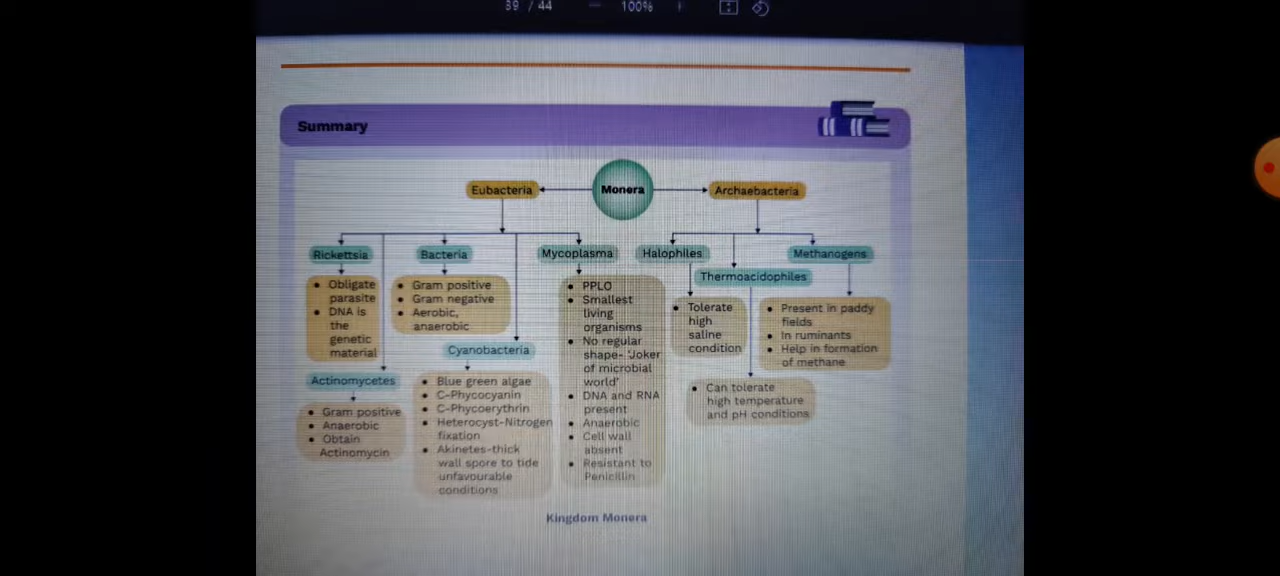 39 / 44 — 100% +
Summary
Monera
Eubacteria
Archaebacteria
Rickettsia
Bacteria
Mycoplasma
Halophiles
Methanogens
Thermoacidophiles
• Obligate
parasite
• DNA is
the
genetic
material
• Gram positive
• Gram negative
• Aerobic,
anaerobic
Cyanobacteria
• PPLO
• Smallest
living
organisms
• No regular
shape- 'Joker
of microbial
world'
• DNA and RNA
present
• Anaerobic
• Cell wall
absent
• Resistant to
Penicillin
• Tolerate
high
saline
condition
• Present in paddy
fields
• In ruminants
• Help in formation
of methane
Actinomycetes
• Gram positive
• Anaerobic
• Obtain
Actinomycin
• Blue green algae
• C-Phycocyanin
• C-Phycoerythrin
• Heterocyst-Nitrogen
fixation
• Akinetes-thick
wall spore to tide
unfavourable
conditions
• Can tolerate
high temperature
and pH conditions
Kingdom Monera